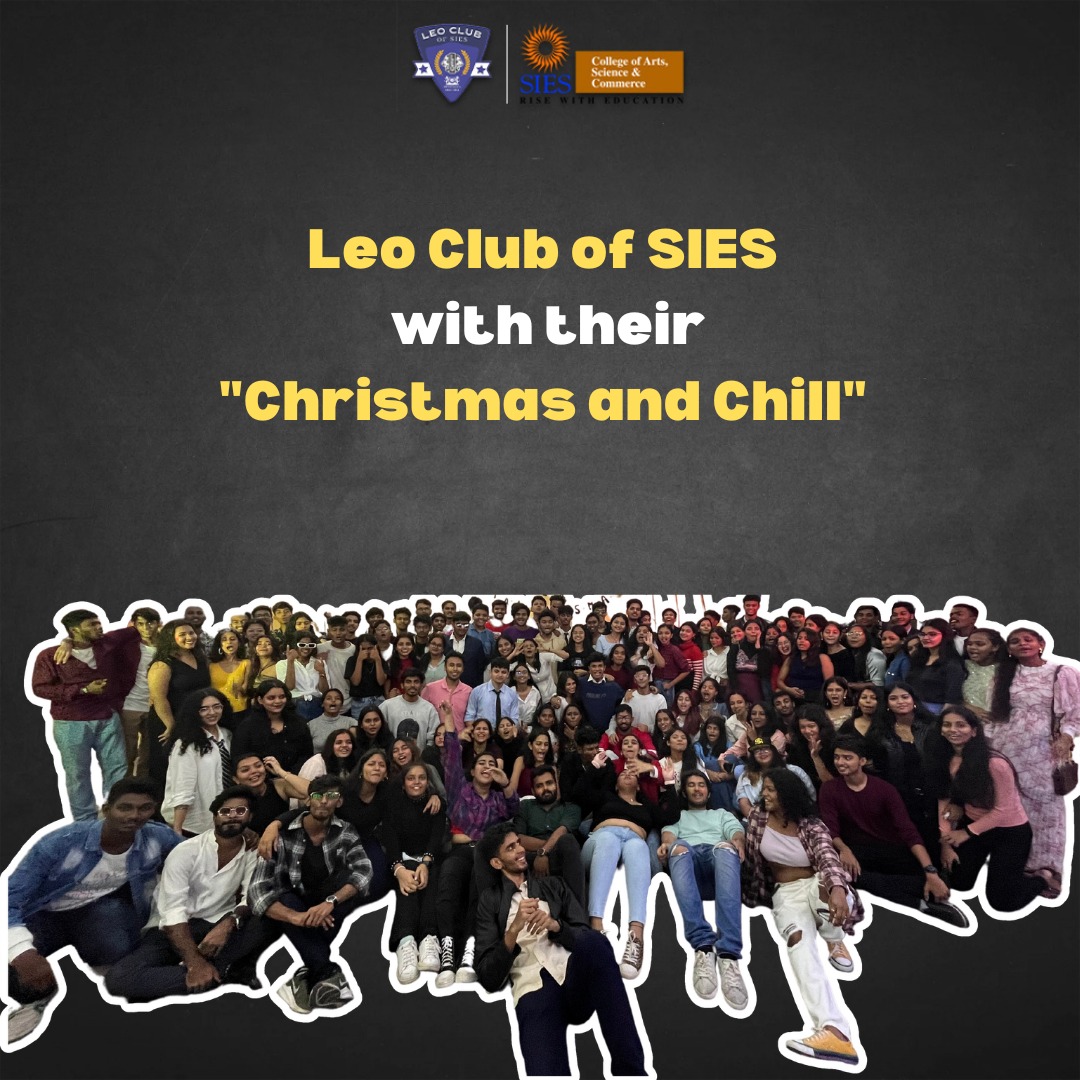 LEO CLUB
OF SIES
SIES
College of Arts,
Science &
Commerce
RISE WITH EDUCATION
Leo Club of SIES
with their
"Christmas and Chill"